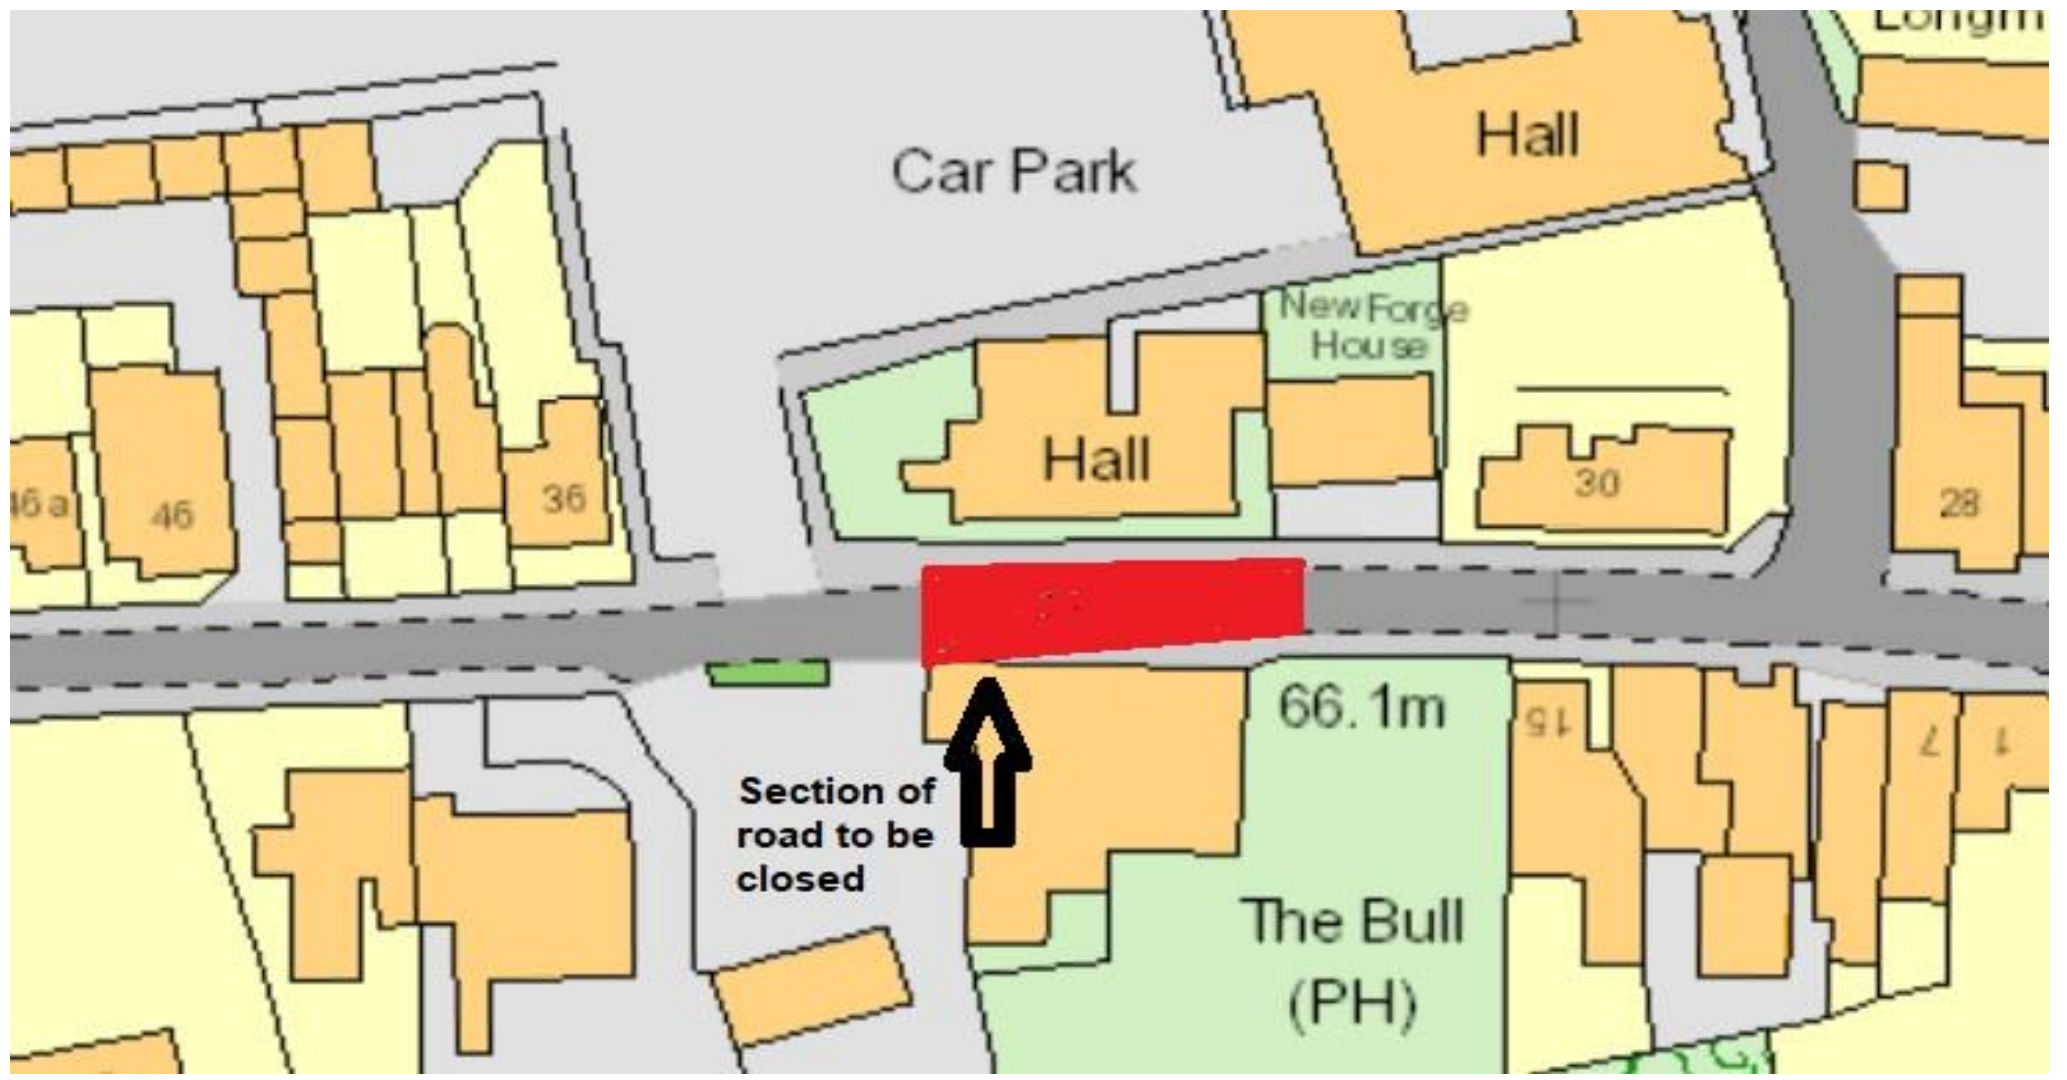 Hall
Car Park
New Forge
House
Hall
30
36
46
46a
28
66.1m
15
7
1
Section of
road to be
closed
The Bull
(PH)